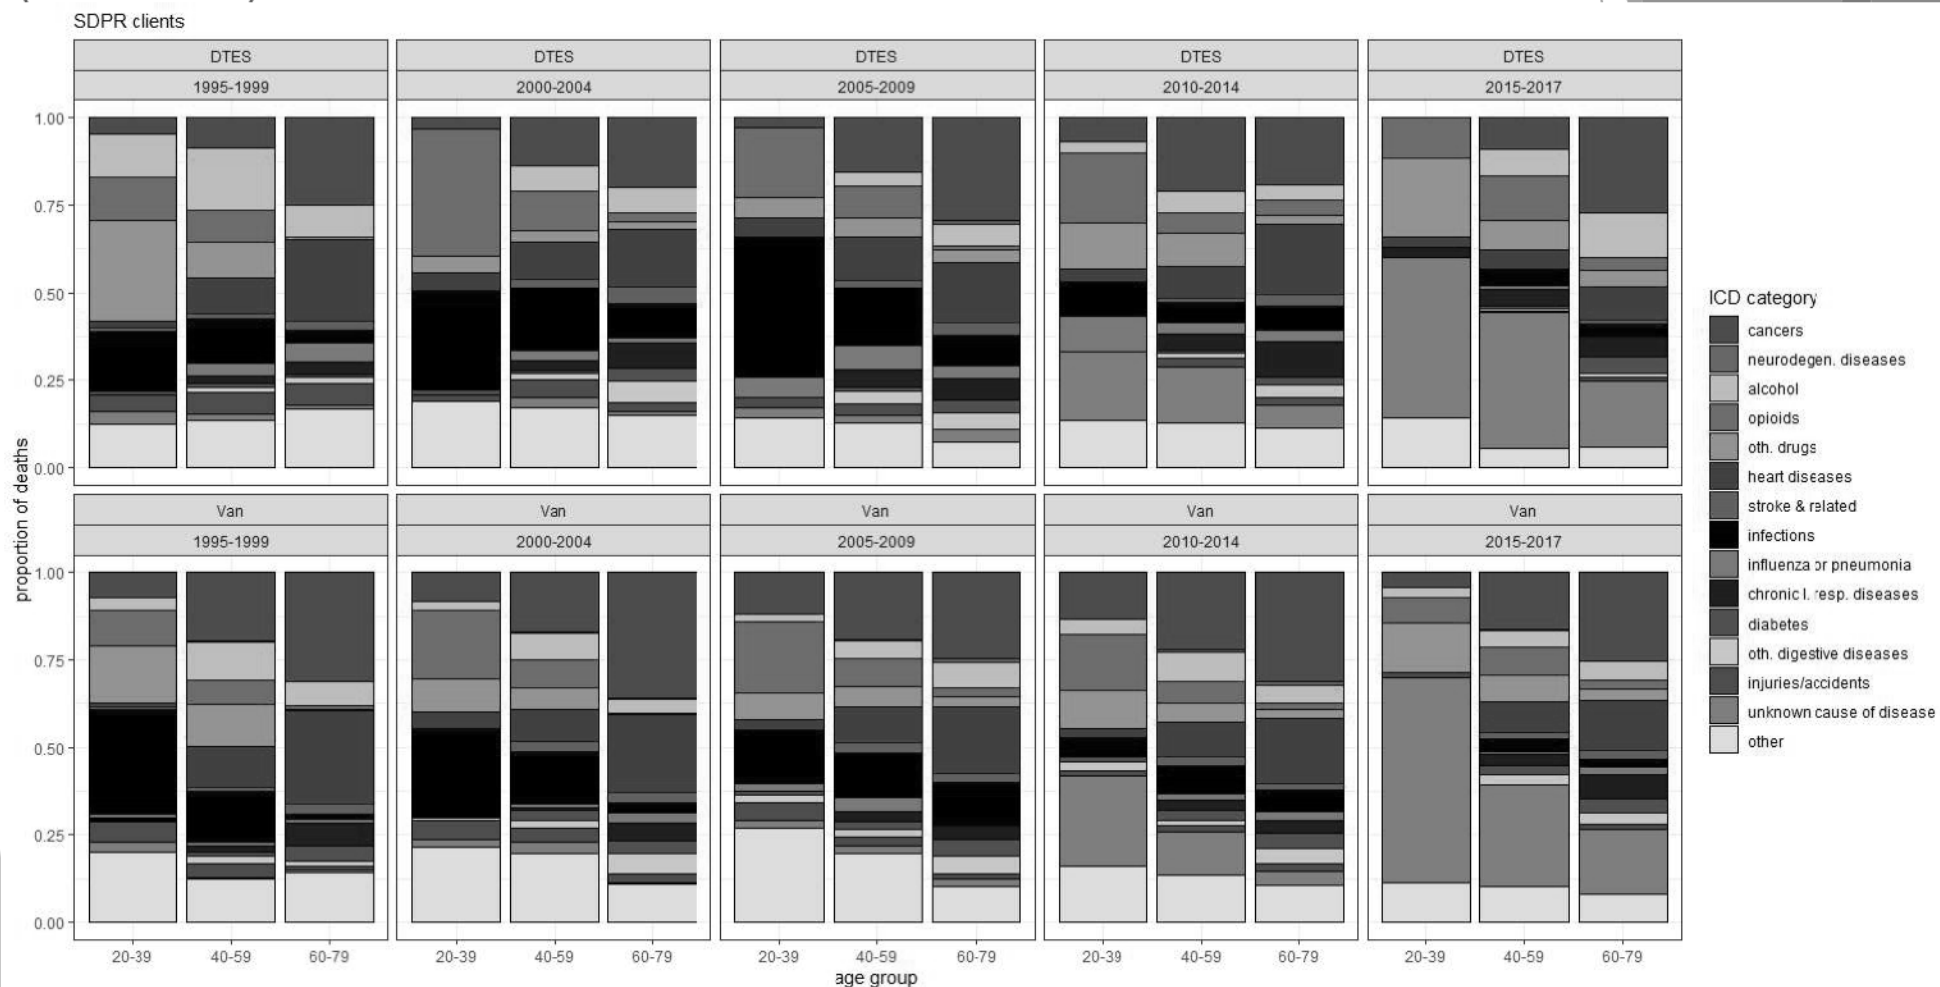 SDPR clients
DTES
DTES
DTES
DTES
DTES
1995-1999
2000-2004
2005-2009
2010-2014
2015-2017
1.00
0.75
0.50
0.25
0.00
Van
Van
Van
Van
Van
1995-1999
2000-2004
2005-2009
2010-2014
2015-2017
1.00
0.75
0.50
0.25
0.00
proportion of deaths
20-39
40-59
60-79
20-39
40-59
60-79
20-39
40-59
60-79
20-39
40-59
60-79
20-39
40-59
60-79
age group
ICD category
cancers
neurodegen. diseases
alcohol
opioids
oth. drugs
heart diseases
stroke & related
infections
influenza or pneumonia
chronic l. resp. diseases
diabetes
oth. digestive diseases
injuries/accidents
unknown cause of disease
other